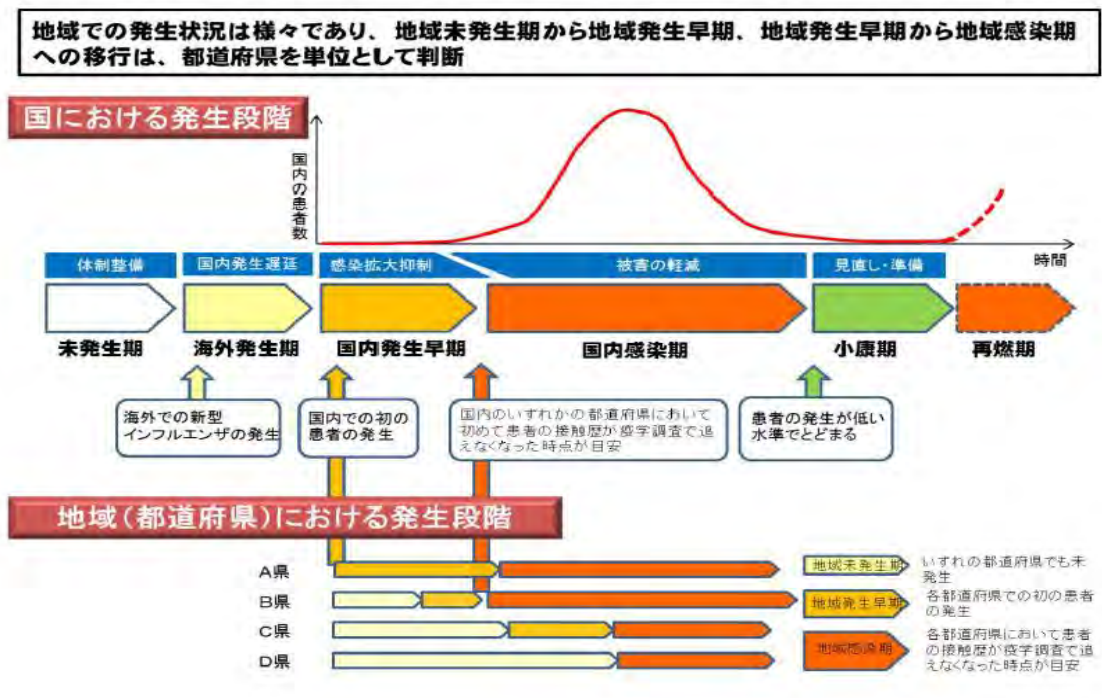 地域での発生状況は様々であり、地域未発生期から地域発生早期、地域発生早期から地域感染期
への移行は、都道府県を単位として判断
国における発生段階
国内の患者数
時間
体制整備
国内発生遅延
感染拡大抑制
被害の軽減
見直し・準備
未発生期
海外発生期
国内発生早期
国内感染期
小康期
再燃期
海外での新型
インフルエンザの発生
国内での初の
患者の発生
国内のいずれかの都道府県において
初めて患者の接触歴が疫学調査で追
えなくなった時点が目安
患者の発生が低い
水準でとどまる
地域(都道府県)における発生段階
A県
B県
C県
D県
地域未発生期
いずれの都道府県でも未
発生
地域発生早期
各都道府県での初の患者
の発生
地域感染期
各都道府県において患者
の接触歴が疫学調査で追
えなくなった時点が目安